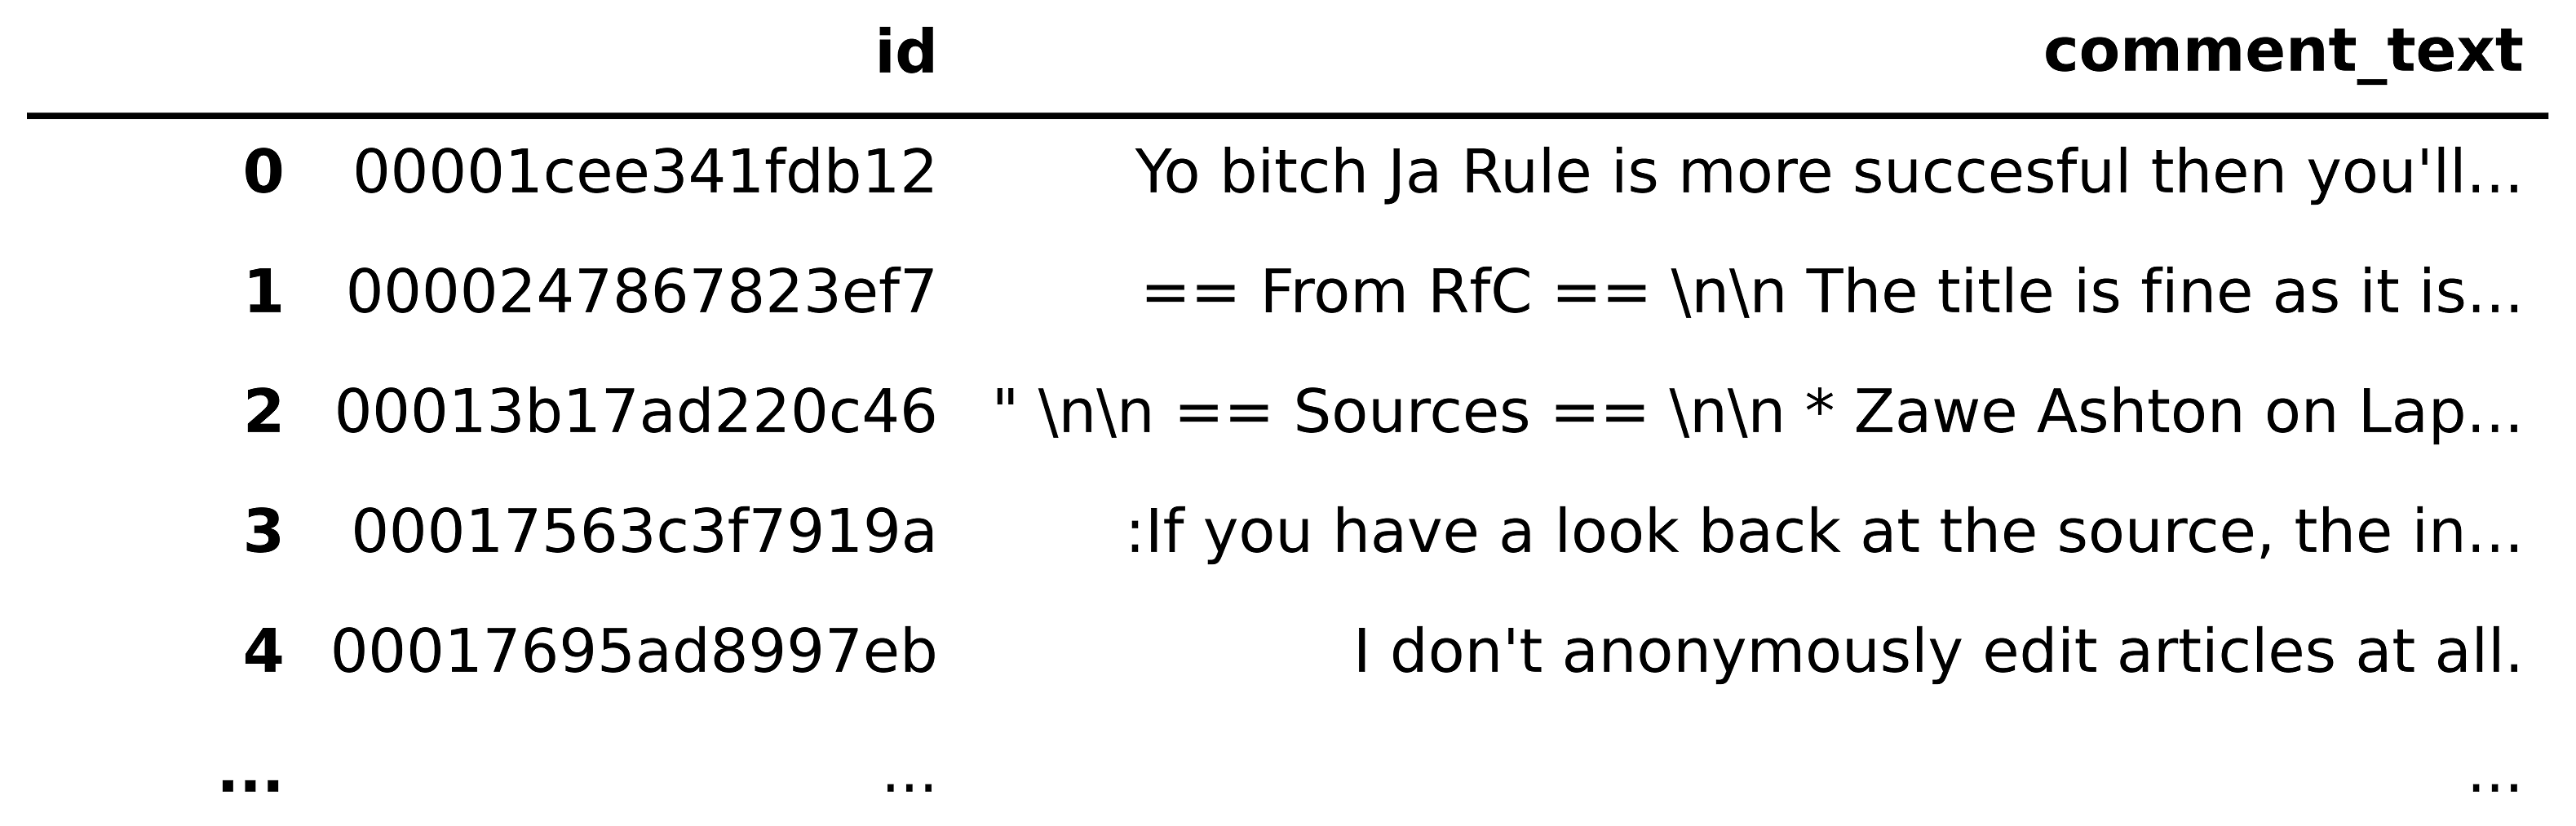 id comment_text
0 00001cee341fdb12 Yo bitch Ja Rule is more succesful then you'll...
1 0000247867823ef7 == From RfC == \n\n The title is fine as it is...
2 00013b17ad220c46 " \n\n == Sources == \n\n * Zawe Ashton on Lap...
3 00017563c3f7919a :If you have a look back at the source, the in...
4 00017695ad8997eb I don't anonymously edit articles at all.
... ... ...